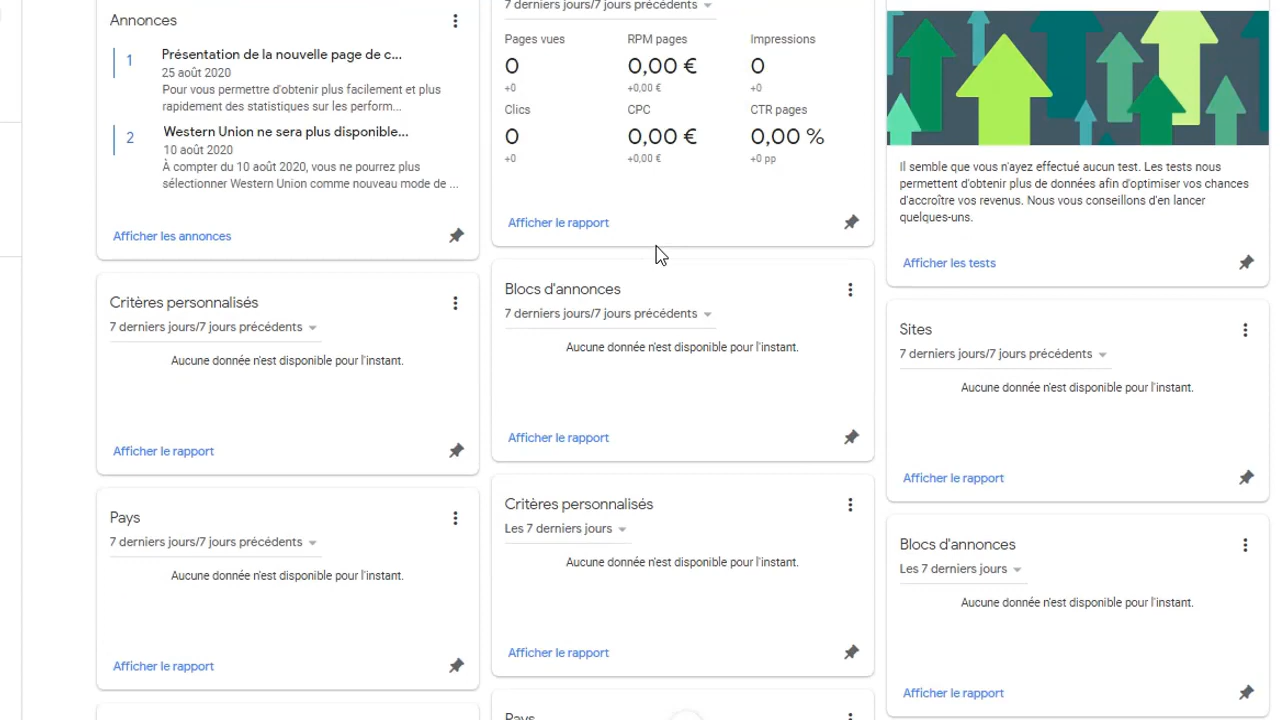 Annonces
1
Présentation de la nouvelle page de c...
25 août 2020
Pour vous permettre d'obtenir plus facilement et plus
rapidement des statistiques sur les perform...
2
Western Union ne sera plus disponible...
10 août 2020
À compter du 10 août 2020, vous ne pourrez plus
sélectionner Western Union comme nouveau mode de ...
Afficher les annonces
Critères personnalisés
7 derniers jours/7 jours précédents
Aucune donnée n'est disponible pour l'instant.
Afficher le rapport
Pays
7 derniers jours/7 jours précédents
Aucune donnée n'est disponible pour l'instant.
Afficher le rapport
7 derniers jours/7 jours précédents
Pages vues RPM pages Impressions
0 0,00 € 0
+0 +0,00 € +0
Clics CPC CTR pages
0 0,00 € 0,00 %
+0 +0,00 € +0 pp
Afficher le rapport
Blocs d'annonces
7 derniers jours/7 jours précédents
Aucune donnée n'est disponible pour l'instant.
Afficher le rapport
Critères personnalisés
Les 7 derniers jours
Aucune donnée n'est disponible pour l'instant.
Afficher le rapport
Pays
Il semble que vous n'ayez effectué aucun test. Les tests nous
permettent d'obtenir plus de données afin d'optimiser vos chances
d'accroître vos revenus. Nous vous conseillons d'en lancer
quelques-uns.
Afficher les tests
Sites
7 derniers jours/7 jours précédents
Aucune donnée n'est disponible pour l'instant.
Afficher le rapport
Blocs d'annonces
Les 7 derniers jours
Aucune donnée n'est disponible pour l'instant.
Afficher le rapport